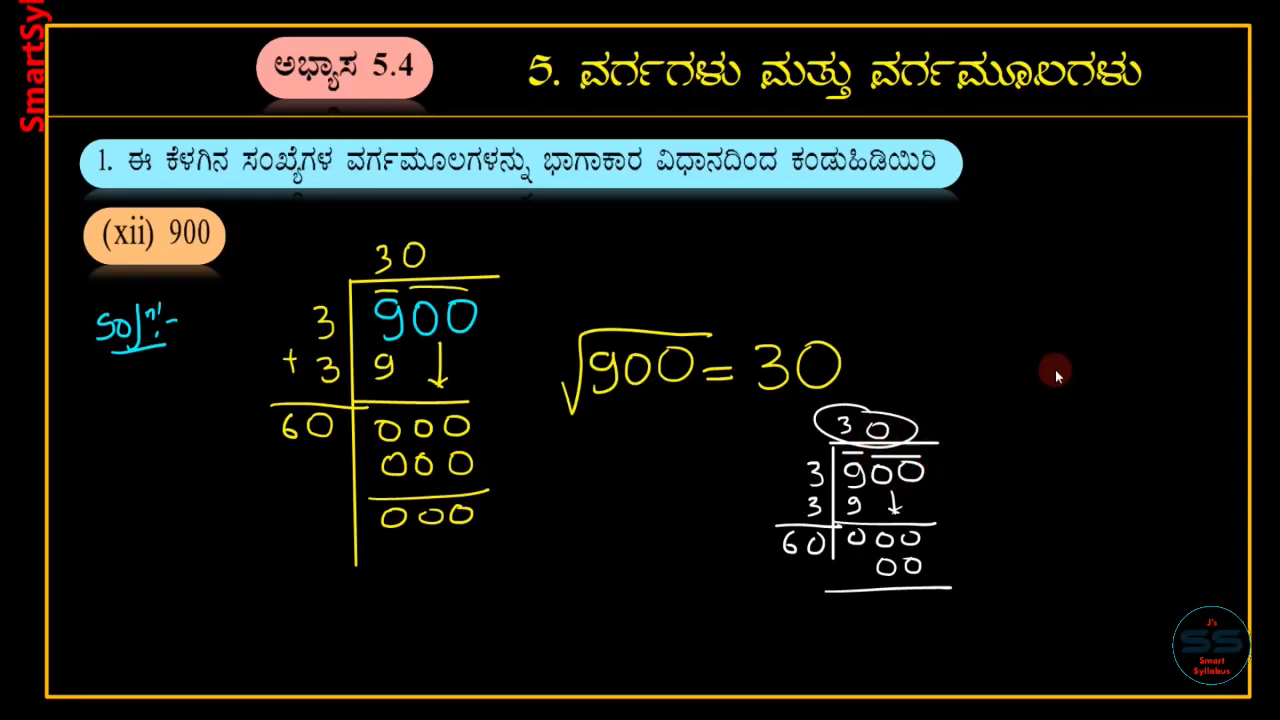 SmartSyl
ಅಭ್ಯಾಸ 5.4
5. ವರ್ಗಗಳು ಮತ್ತು ವರ್ಗಮೂಲಗಳು
1. ಈ ಕೆಳಗಿನ ಸಂಖ್ಯೆಗಳ ವರ್ಗಮೂಲಗಳನ್ನು ಭಾಗಾಕಾರ ವಿಧಾನದಿಂದ ಕಂಡುಹಿಡಿಯಿರಿ
(xii) 900
Solⁿ:-
30
3 900
+ 3 9 ↓
60 000
000
000
√900 = 30
30
3 900
3 9 ↓
60 000
00
J's
SS
Smart
Syllabus